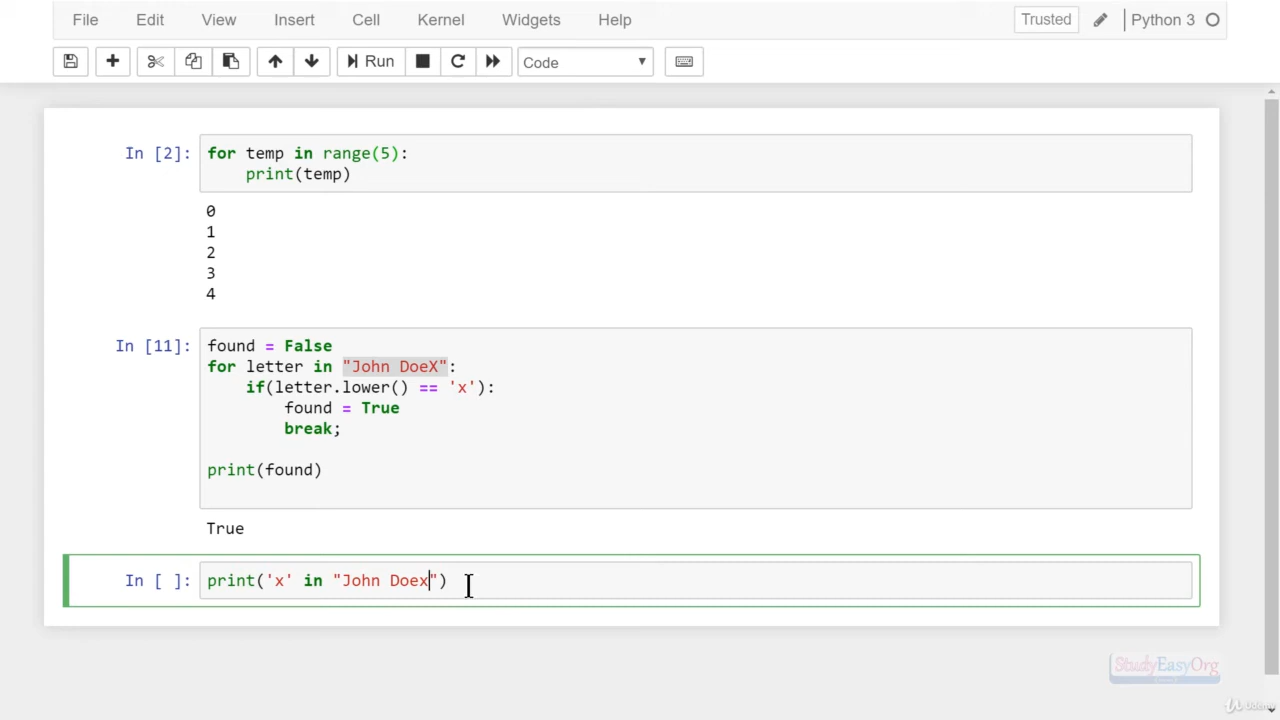 File Edit View Insert Cell Kernel Widgets Help Trusted Python 3
Run Code
In [2]: for temp in range(5):
print(temp)
0
1
2
3
4
In [11]: found = False
for letter in "John DoeX":
if(letter.lower() == 'x'):
found = True
break;
print(found)
True
In [ ]: print('x' in "John Doex")
StudyEasyOrg
Udemy